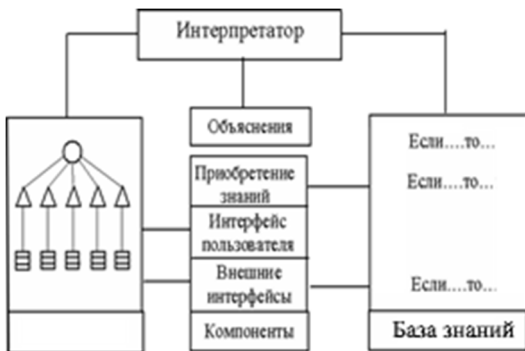 Интерпретатор
Объяснения
Приобретение
знаний
Интерфейс
пользователя
Внешние
интерфейсы
Компоненты
Если....то...
Если....то...
Если....то...
База знаний